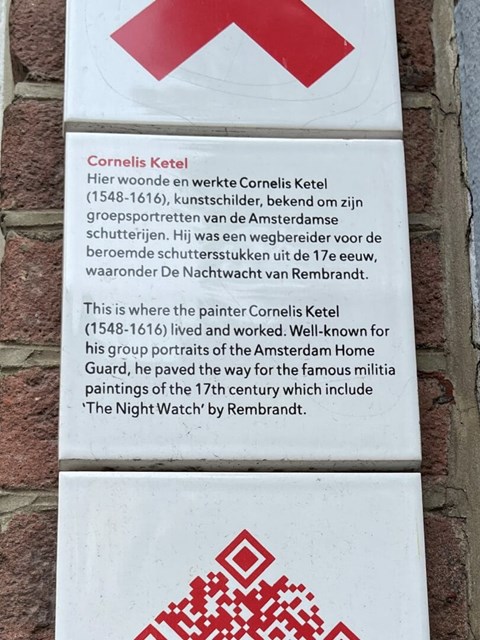 Cornelis Ketel
Hier woonde en werkte Cornelis Ketel
(1548-1616), kunstschilder, bekend om zijn
groepsportretten van de Amsterdamse
schutterijen. Hij was een wegbereider voor de
beroemde schuttersstukken uit de 17e eeuw,
waaronder De Nachtwacht van Rembrandt.
This is where the painter Cornelis Ketel
(1548-1616) lived and worked. Well-known for
his group portraits of the Amsterdam Home
Guard, he paved the way for the famous militia
paintings of the 17th century which include
‘The Night Watch’ by Rembrandt.